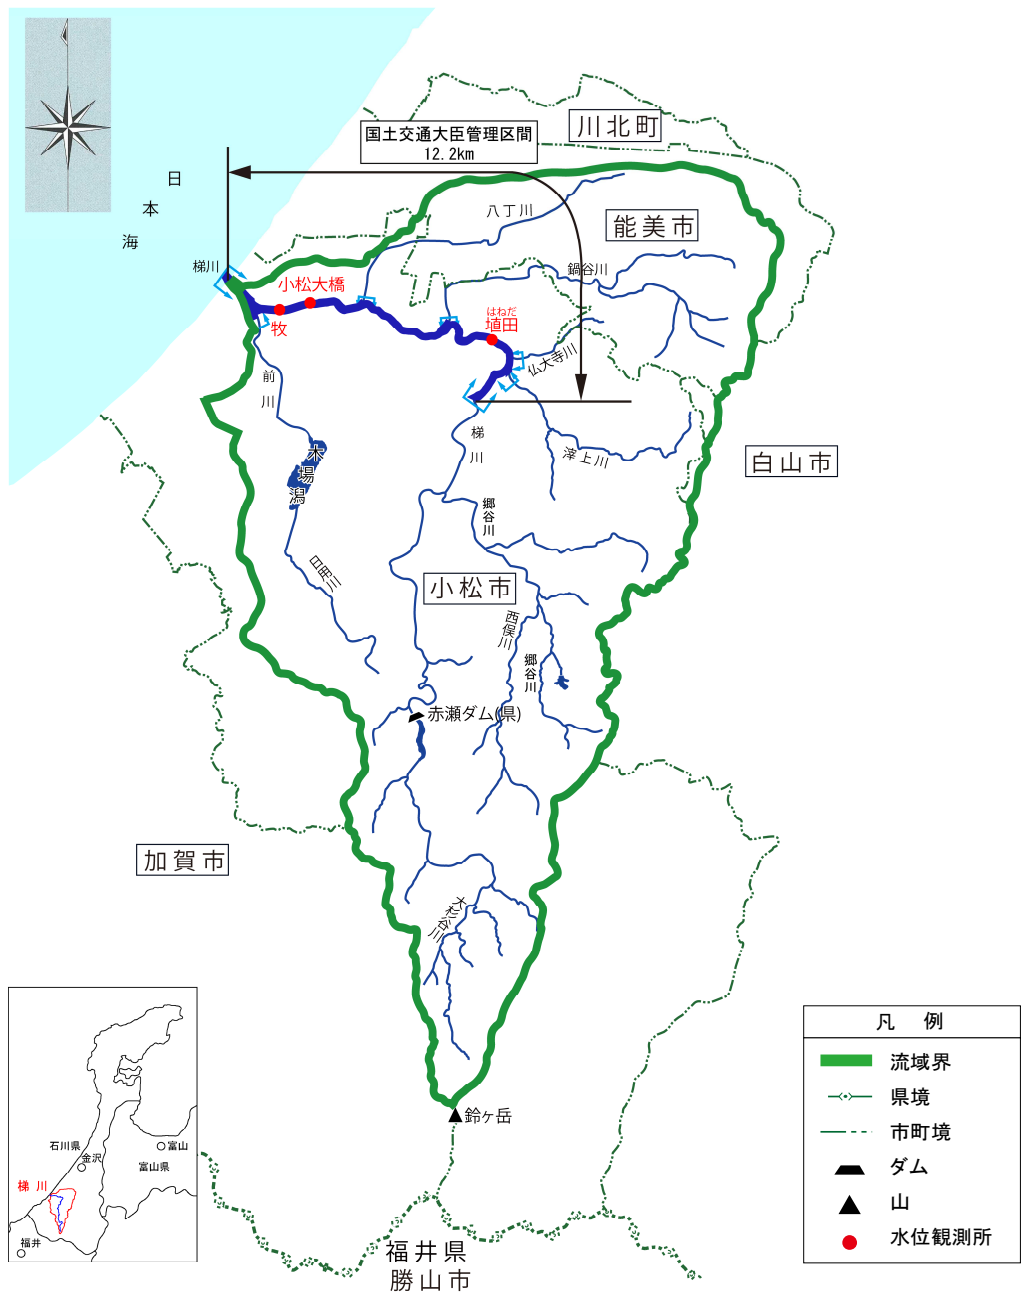 川北町
国土交通大臣管理区間
12.2km
日本海
八丁川
能美市
梯川
鍋谷川
小松大橋
牧
はねだ
埴田
仏大寺川
前川
梯川
滓上川
白山市
木場潟
郷谷川
日用川
小松市
西俣川
郷谷川
赤瀬ダム(県)
加賀市
大杉谷川
鈴ヶ岳
福井県
勝山市
石川県
金沢
富山
富山県
梯川
福井
凡例
流域界
県境
市町境
ダム
山
水位観測所